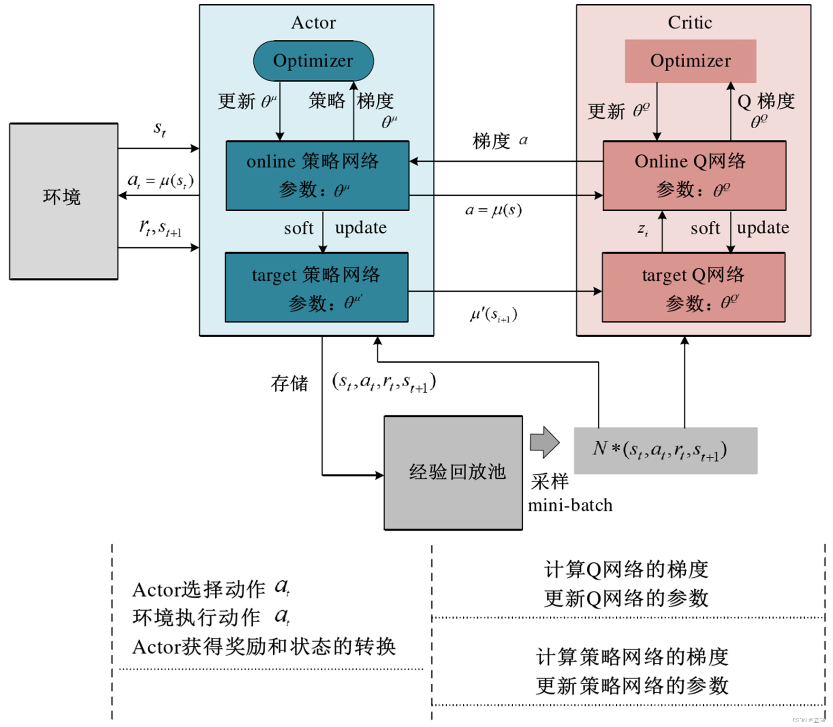 Actor
Optimizer
更新 θ^μ
策略 梯度
θ^μ
online 策略网络
参数：θ^μ
soft update
target 策略网络
参数：θ^μ'
环境
s_t
a_t = μ(s_t)
r_t, s_{t+1}
Critic
Optimizer
更新 θ^Q
Q 梯度
θ^Q
Online Q网络
参数：θ^Q
z_t
soft update
target Q网络
参数：θ^Q'
梯度 a
a = μ(s)
μ'(s_{t+1})
存储
(s_t, a_t, r_t, s_{t+1})
经验回放池
采样
mini-batch
N*(s_t, a_t, r_t, s_{t+1})
Actor选择动作 a_t
环境执行动作 a_t
Actor获得奖励和状态的转换
计算Q网络的梯度
更新Q网络的参数
计算策略网络的梯度
更新策略网络的参数